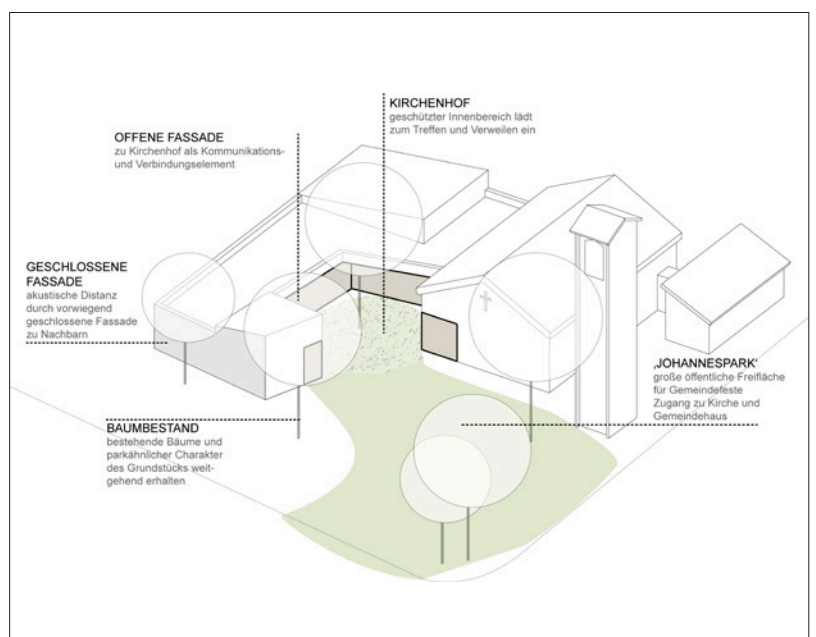 KIRCHENHOF
geschützter Innenbereich lädt
zum Treffen und Verweilen ein
OFFENE FASSADE
zu Kirchenhof als Kommunikations-
und Verbindungselement
GESCHLOSSENE
FASSADE
akustische Distanz
durch vorwiegend
geschlossene Fassade
zu Nachbarn
‚JOHANNESPARK‘
große öffentliche Freifläche
für Gemeindefeste
Zugang zu Kirche und
Gemeindehaus
BAUMBESTAND
bestehende Bäume und
parkähnlicher Charakter
des Grundstücks weit-
gehend erhalten